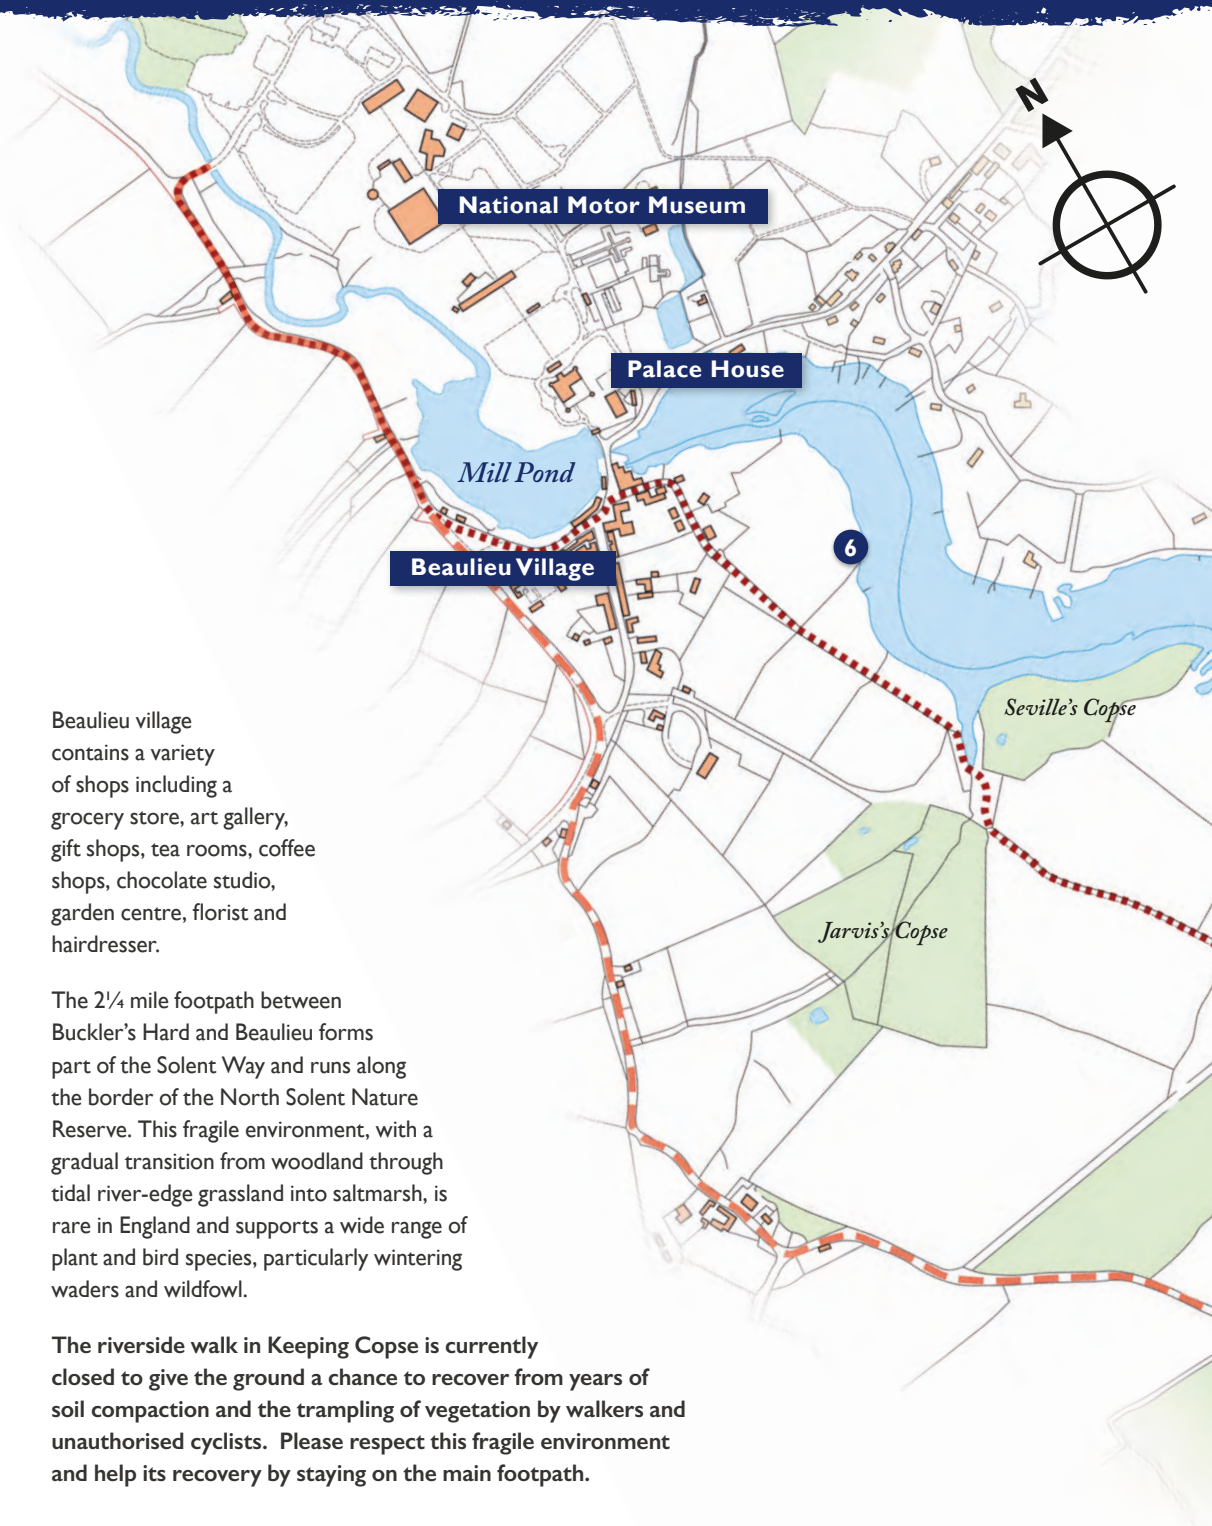 N
National Motor Museum
Palace House
Mill Pond
6
Beaulieu Village
Seville's Copse
Jarvis's Copse
Beaulieu village
contains a variety
of shops including a
grocery store, art gallery,
gift shops, tea rooms, coffee
shops, chocolate studio,
garden centre, florist and
hairdresser.
The 2¼ mile footpath between
Buckler’s Hard and Beaulieu forms
part of the Solent Way and runs along
the border of the North Solent Nature
Reserve. This fragile environment, with a
gradual transition from woodland through
tidal river-edge grassland into saltmarsh, is
rare in England and supports a wide range of
plant and bird species, particularly wintering
waders and wildfowl.
The riverside walk in Keeping Copse is currently
closed to give the ground a chance to recover from years of
soil compaction and the trampling of vegetation by walkers and
unauthorised cyclists.  Please respect this fragile environment
and help its recovery by staying on the main footpath.